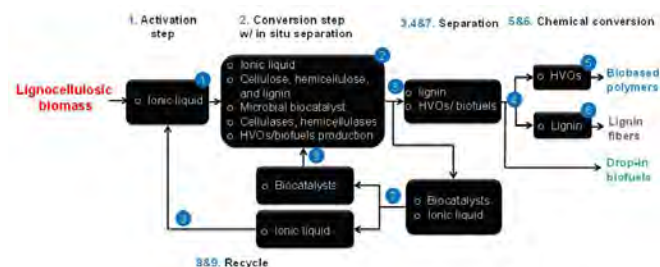 1. Activation step
2. Conversion step w/ in situ separation
3,4&7. Separation
5&6. Chemical conversion
Lignocellulosic biomass
1
Ionic liquid
2
Ionic liquid
Cellulose, hemicellulose, and lignin
Microbial biocatalyst
Cellulases, hemicellulases
HVOs/biofuels production
3
lignin
HVOs/ biofuels
4
5
HVOs
Biobased polymers
6
Lignin
Lignin fibers
Drop-in biofuels
Biocatalysts
Ionic liquid
7
Biocatalysts
Ionic liquid
8&9. Recycle